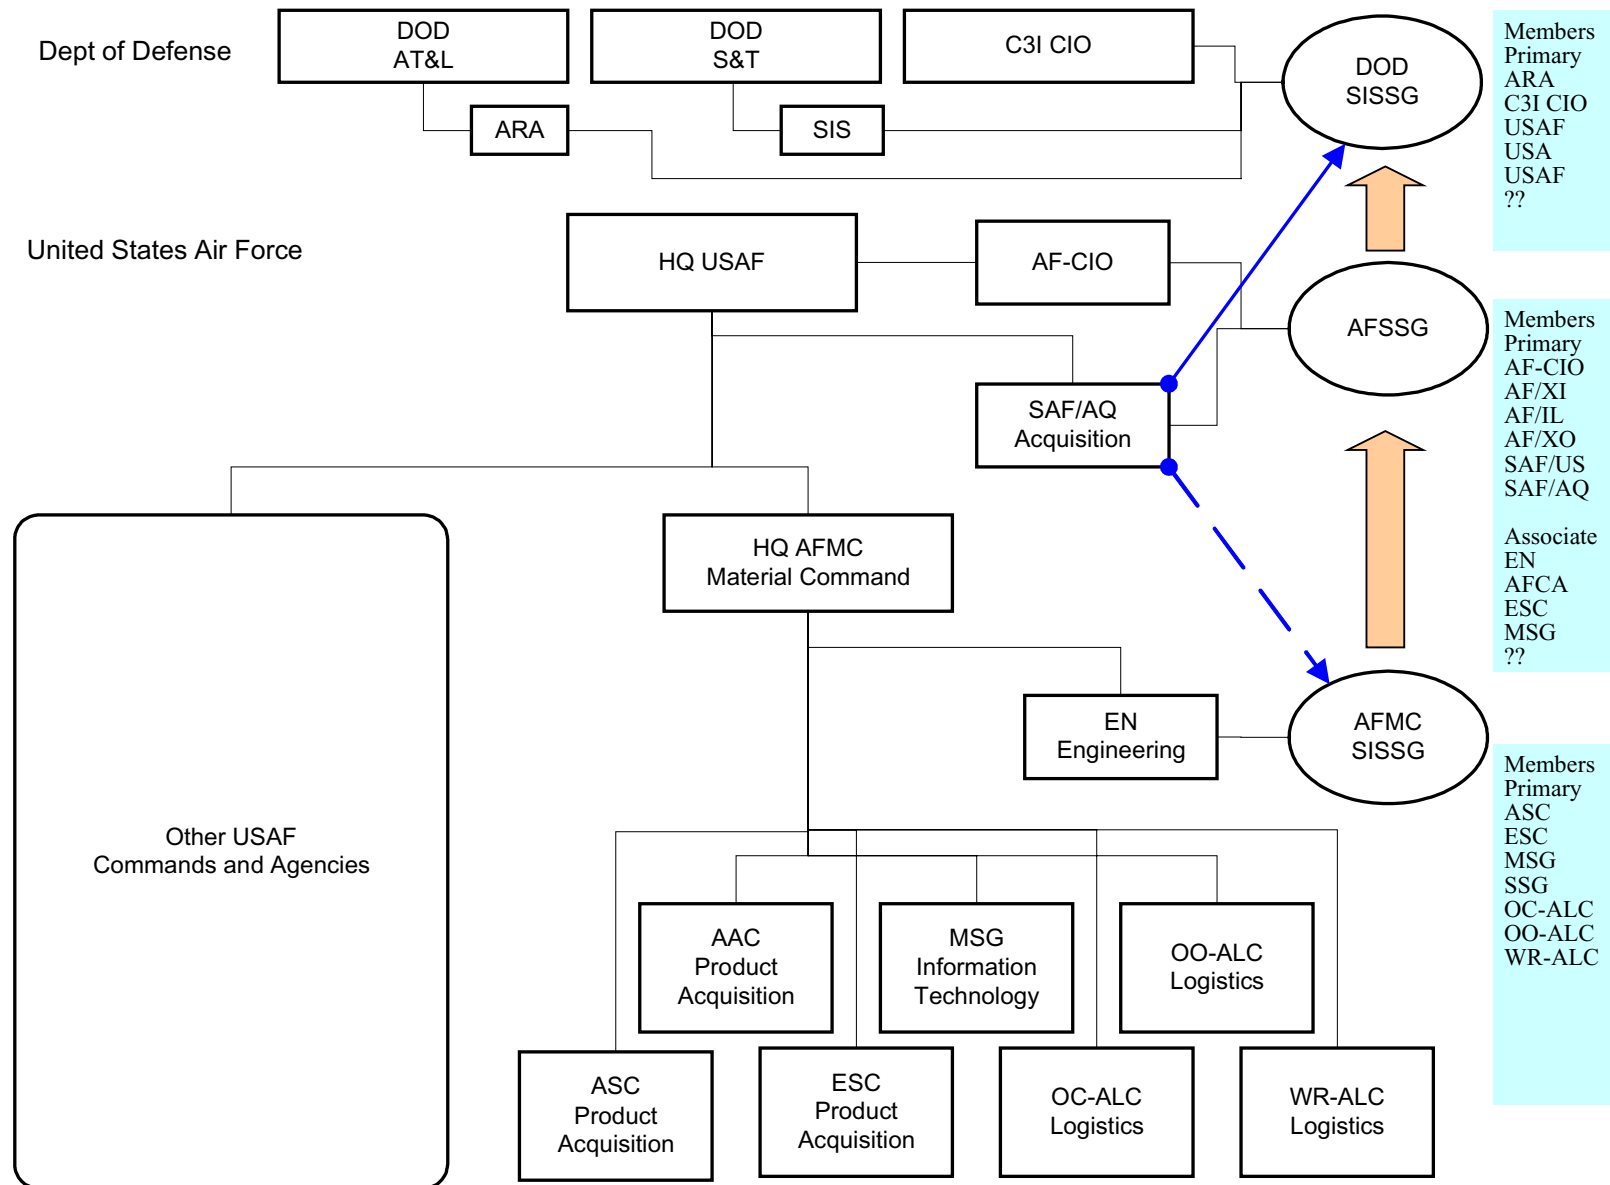 Dept of Defense
DOD
AT&L
DOD
S&T
C3I CIO
ARA
SIS
DOD
SISSG
Members
Primary
ARA
C3I CIO
USAF
USA
USAF
??
United States Air Force
HQ USAF
AF-CIO
AFSSG
SAF/AQ
Acquisition
Members
Primary
AF-CIO
AF/XI
AF/IL
AF/XO
SAF/US
SAF/AQ
Associate
EN
AFCA
ESC
MSG
??
HQ AFMC
Material Command
EN
Engineering
AFMC
SISSG
Members
Primary
ASC
ESC
MSG
SSG
OC-ALC
OO-ALC
WR-ALC
Other USAF
Commands and Agencies
AAC
Product
Acquisition
MSG
Information
Technology
OO-ALC
Logistics
ASC
Product
Acquisition
ESC
Product
Acquisition
OC-ALC
Logistics
WR-ALC
Logistics